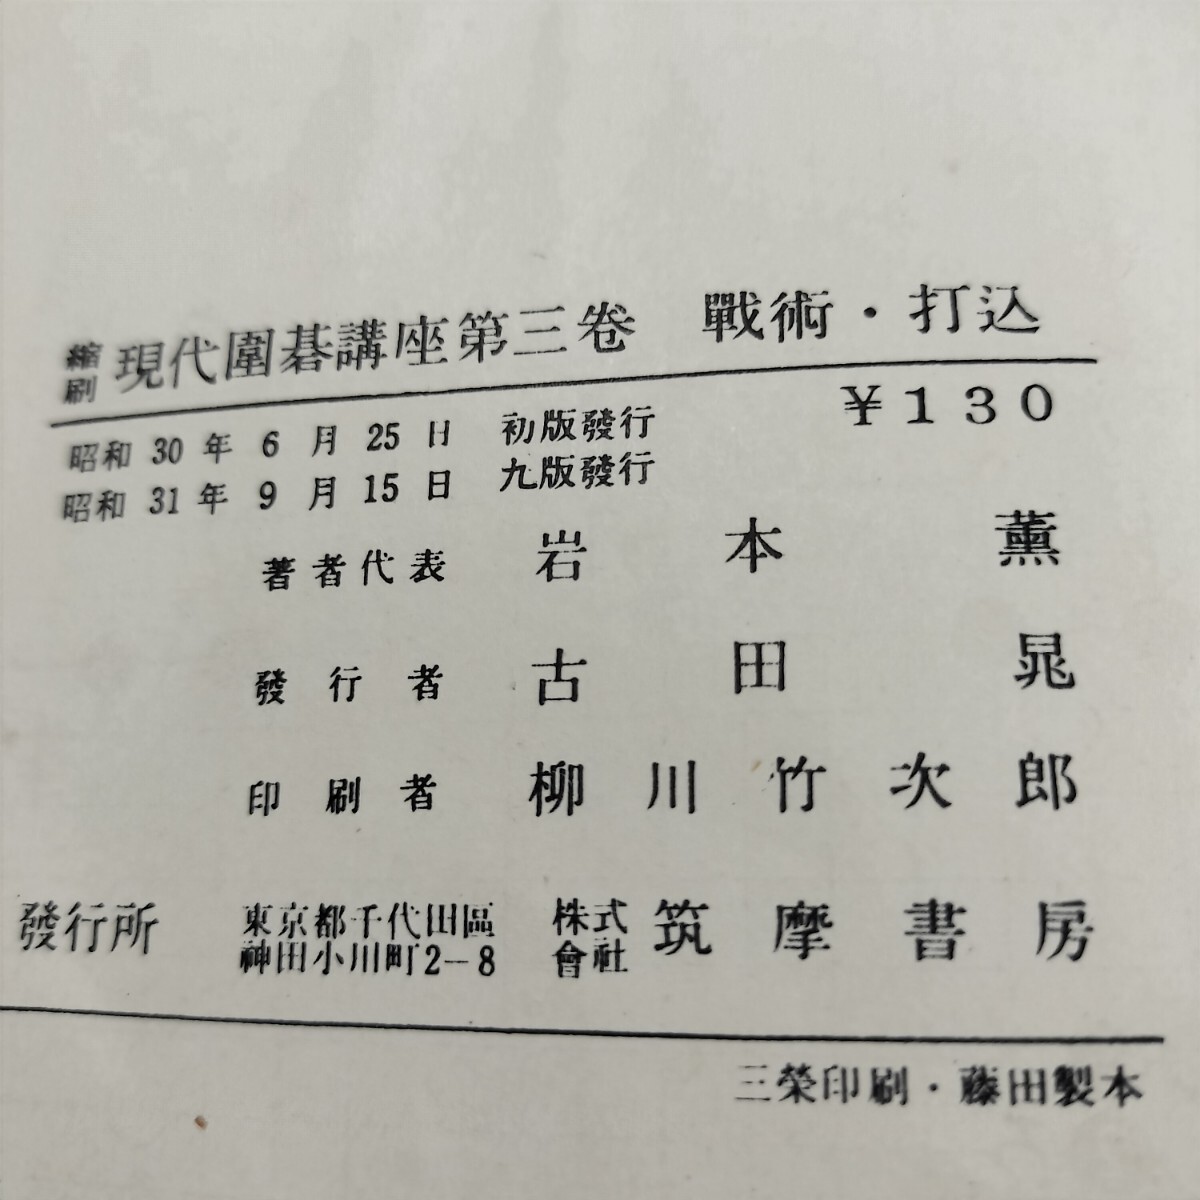 縮刷 現代圍碁講座第三卷 戰術・打込
¥130
昭和 30 年 6 月 25 日 初版發行
昭和 31 年 9 月 15 日 九版發行
著者代表 岩本薫
發行者 古田晁
印刷者 柳川竹次郎
發行所 東京都千代田區神田小川町2-8 株式會社 筑摩書房
三榮印刷・藤田製本